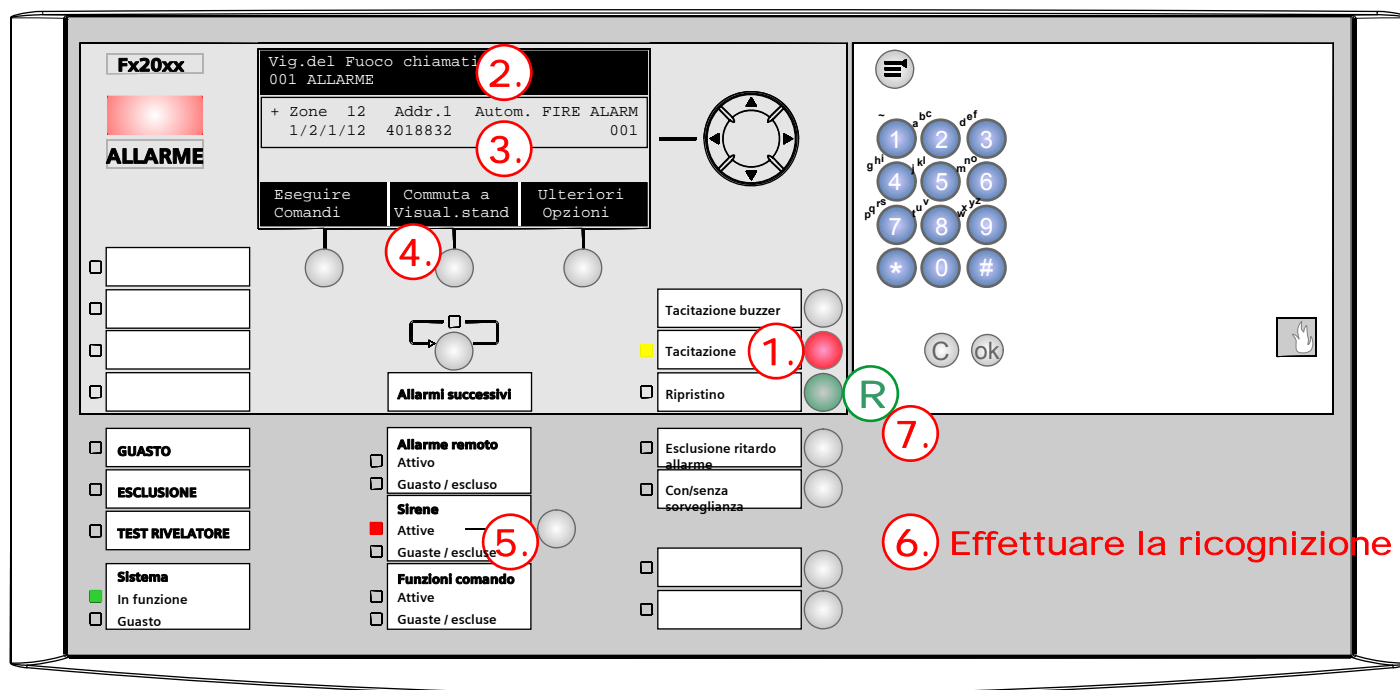 Fx20xx
ALLARME
Vig.del Fuoco chiamati
2.
001 ALLARME
+ Zone 12 Addr.1 Autom. FIRE ALARM
1/2/1/12 4018832 001
3.
Eseguire Commuta a Ulteriori
Comandi Visual.stand Opzioni
4.
~ 1 abc 2 def 3
ghi 4 jkl 5 mno 6
pqrs 7 tuv 8 wxyz 9
* 0 #
C ok
Tacitazione buzzer
Tacitazione 1.
Ripristino R
7.
Allarmi successivi
GUASTO
ESCLUSIONE
TEST RIVELATORE
Sistema
In funzione
Guasto
Allarme remoto
Attivo
Guasto / escluso
Sirene
Attive
5.
Guaste / escluse
Funzioni comando
Attive
Guaste / escluse
Esclusione ritardo
allarme
Con/senza
sorveglianza
6. Effettuare la ricognizione